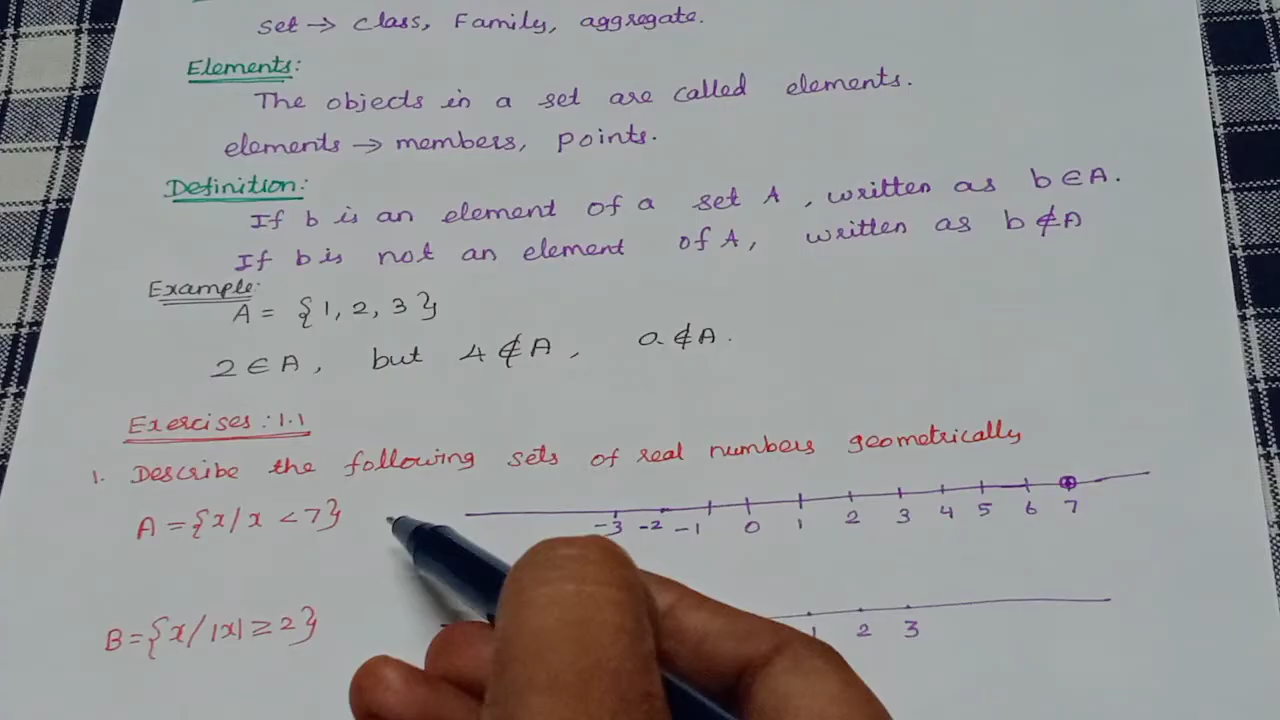 Set → Class, Family, aggregate.
Elements:
The objects in a set are called elements.
elements → members, points.
Definition:
If b is an element of a set A, written as b∈A.
If b is not an element of A, written as b∉A
Example:
A = {1, 2, 3}
2 ∈ A, but 4 ∉ A, a ∉ A.
Exercises: 1.1
1. Describe the following sets of real numbers geometrically
A = {x/x < 7}
-3 -2 -1 0 1 2 3 4 5 6 7
B = {x/|x| ≥ 2}
1 2 3